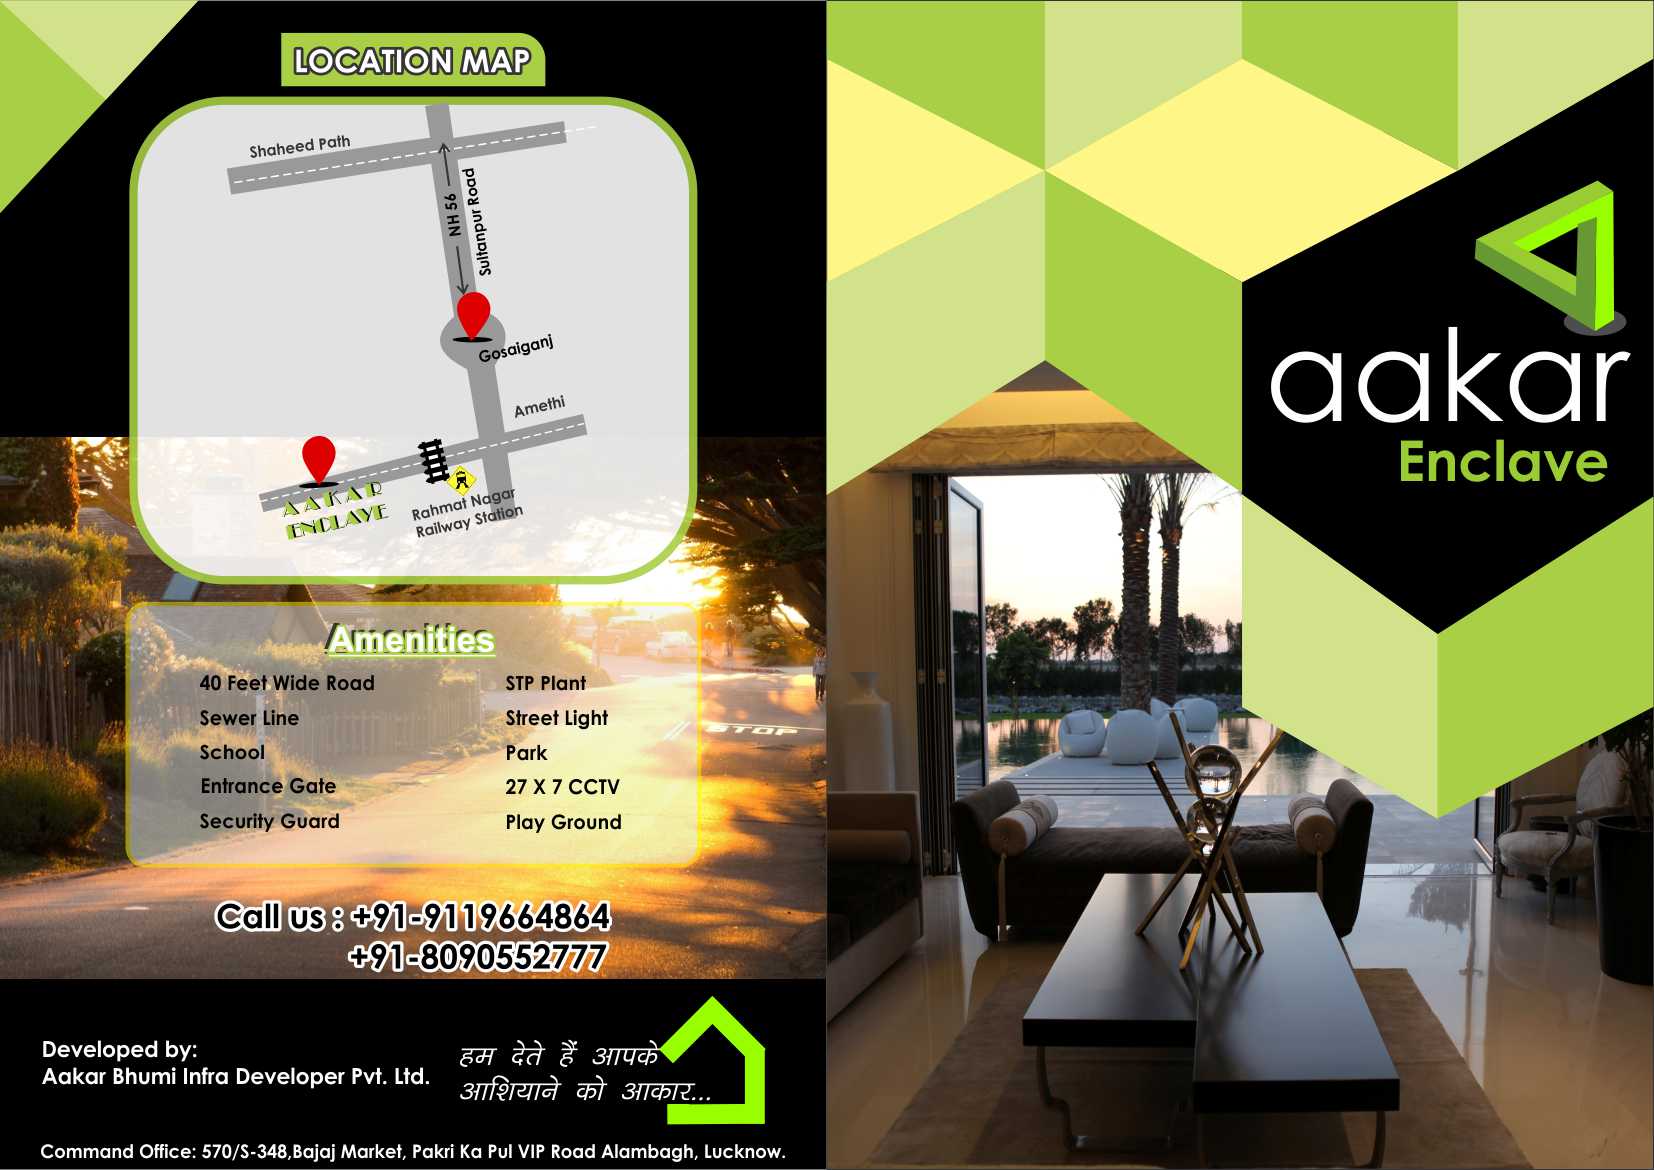 LOCATION MAP
Shaheed Path
NH 56
Sultanpur Road
Gosaiganj
Amethi
AAKAR
ENCLAVE
Rahmat Nagar
Railway Station
Amenities
40 Feet Wide Road
Sewer Line
School
Entrance Gate
Security Guard
STP Plant
Street Light
Park
27 X 7 CCTV
Play Ground
STOP
Call us : +91-9119664864
+91-8090552777
Developed by:
Aakar Bhumi Infra Developer Pvt. Ltd.
हम देते हैं आपके
आशियाने को आकार...
Command Office: 570/S-348,Bajaj Market, Pakri Ka Pul VIP Road Alambagh, Lucknow.
aakar
Enclave